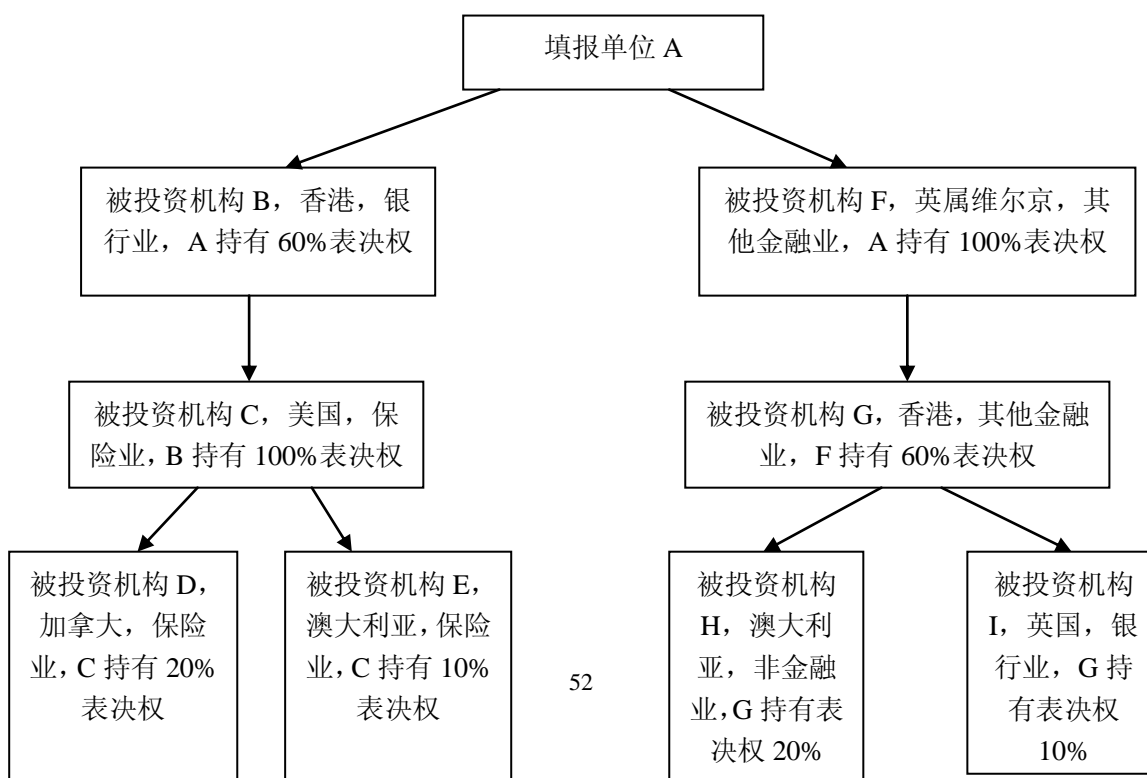 填报单位 A
被投资机构 B，香港，银
行业，A 持有 60%表决权
被投资机构 F，英属维尔京，其
他金融业，A 持有 100%表决权
被投资机构 C，美国，保
险业，B 持有 100%表决权
被投资机构 G，香港，其他金融
业，F 持有 60%表决权
被投资机构 D，
加拿大，保险
业，C 持有 20%
表决权
被投资机构 E，
澳大利亚，保险
业，C 持有 10%
表决权
52
被投资机构
H，澳大利
亚，非金融
业，G 持有表
决权 20%
被投资机构
I，英国，银
行业，G 持
有表决权
10%